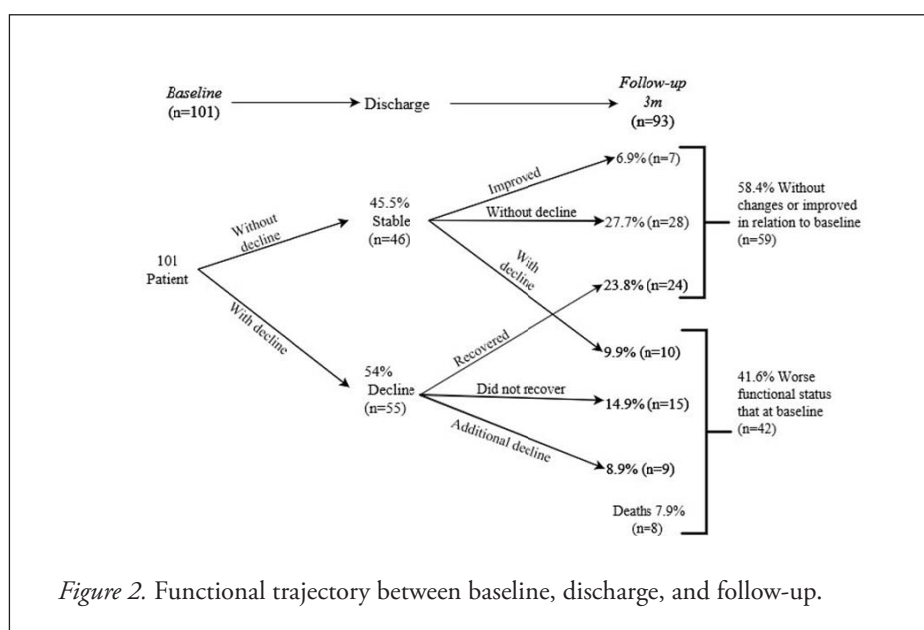 Baseline
(n=101)
Discharge
Follow-up
3m
(n=93)
101
Patient
Without
decline
With decline
45.5%
Stable
(n=46)
54%
Decline
(n=55)
Improved
Without decline
With
decline
Recovered
Did not recover
Additional decline
6.9% (n=7)
27.7% (n=28)
23.8% (n=24)
9.9% (n=10)
14.9% (n=15)
8.9% (n=9)
Deaths 7.9%
(n=8)
58.4% Without
changes or improved
in relation to baseline
(n=59)
41.6% Worse
functional status
that at baseline
(n=42)
Figure 2. Functional trajectory between baseline, discharge, and follow-up.